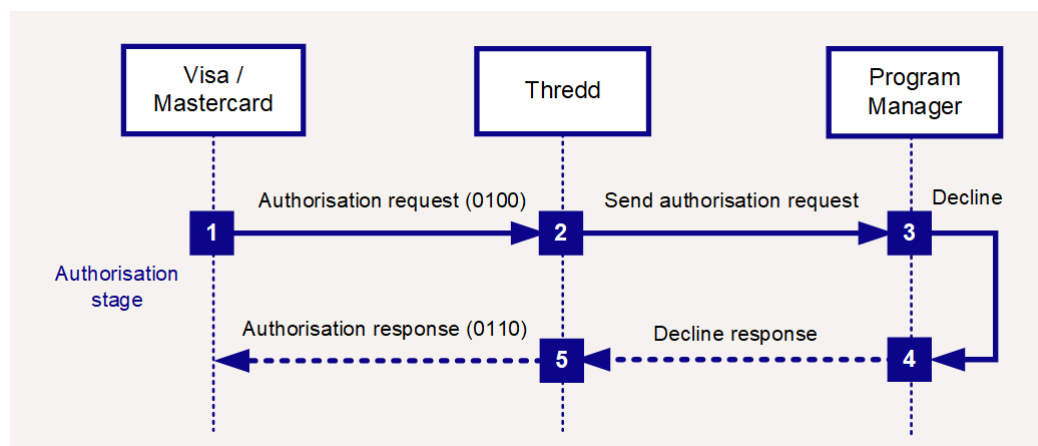 Visa /
Mastercard
Thredd
Program
Manager
Authorisation request (0100)
Send authorisation request
Decline
1
2
3
Authorisation
stage
Authorisation response (0110)
Decline response
5
4